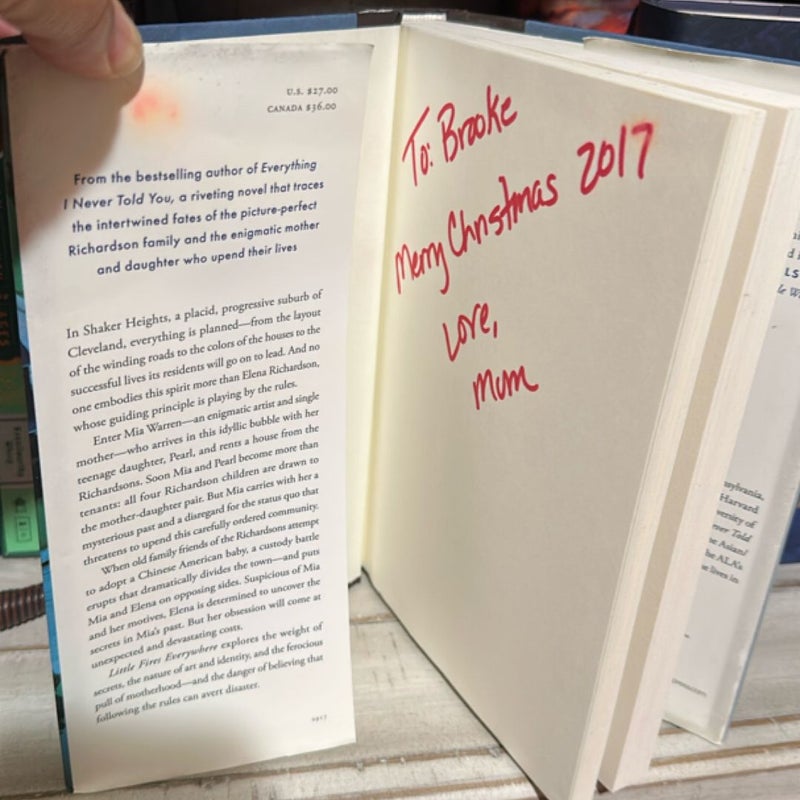 U.S. $27.00
CANADA $36.00
From the bestselling author of Everything
I Never Told You, a riveting novel that traces
the intertwined fates of the picture-perfect
Richardson family and the enigmatic mother
and daughter who upend their lives
In Shaker Heights, a placid, progressive suburb of
Cleveland, everything is planned—from the layout
of the winding roads to the colors of the houses to the
successful lives its residents will go on to lead. And no
one embodies this spirit more than Elena Richardson,
whose guiding principle is playing by the rules.
Enter Mia Warren—an enigmatic artist and single
mother—who arrives in this idyllic bubble with her
teenage daughter, Pearl, and rents a house from the
Richardsons. Soon Mia and Pearl become more than
tenants: all four Richardson children are drawn to
the mother-daughter pair. But Mia carries with her a
mysterious past and a disregard for the status quo that
threatens to upend this carefully ordered community.
When old family friends of the Richardsons attempt
to adopt a Chinese American baby, a custody battle
erupts that dramatically divides the town—and puts
Mia and Elena on opposing sides. Suspicious of Mia
and her motives, Elena is determined to uncover the
secrets in Mia's past. But her obsession will come at
unexpected and devastating costs.
Little Fires Everywhere explores the weight of
secrets, the nature of art and identity, and the ferocious
pull of motherhood—and the danger of believing that
following the rules can avert disaster.
0917
To: Brooke
Merry Christmas 2017
Love,
Mom
sylvania,
Harvard
versity of
ver Told
e Asian/
he ALA's
e lives in